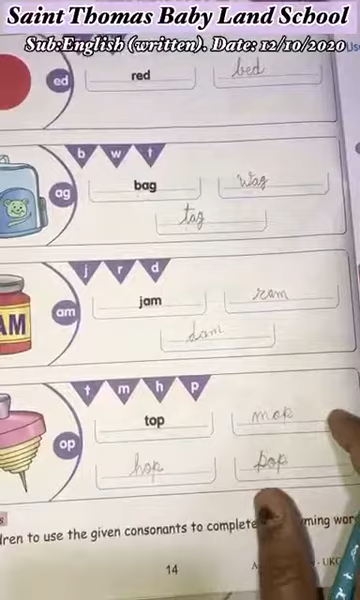 Saint Thomas Baby Land School
Sub:English (written). Date: 12/10/2020
ed red bed
b w t
ag bag wag
tag
j r d
AM am jam ram
dam
t m h p
op top mop
hop pop
dren to use the given consonants to complete
14